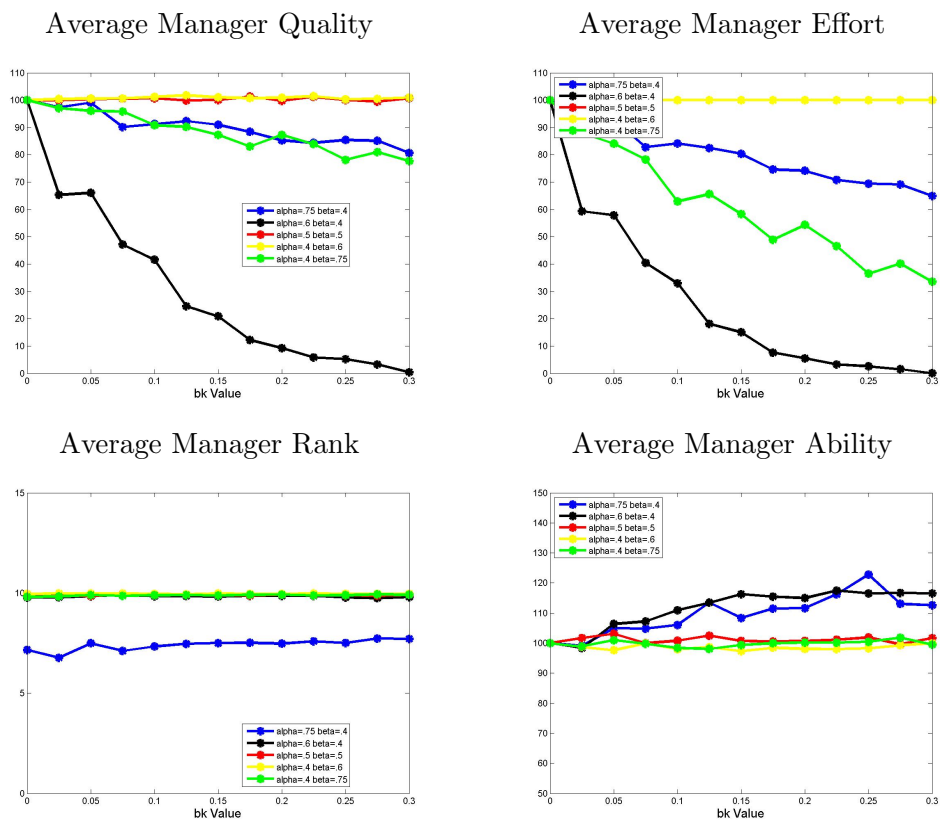 Average Manager Quality
110
100
90
80
70
60
50
40
30
20
10
0
alpha=.75 beta=.4
alpha=.6 beta=.4
alpha=.5 beta=.5
alpha=.4 beta=.6
alpha=.4 beta=.75
0 0.05 0.1 0.15 0.2 0.25 0.3
bk Value
Average Manager Effort
110
100
90
80
70
60
50
40
30
20
10
0
alpha=.75 beta=.4
alpha=.6 beta=.4
alpha=.5 beta=.5
alpha=.4 beta=.6
alpha=.4 beta=.75
0 0.05 0.1 0.15 0.2 0.25 0.3
bk Value
Average Manager Rank
15
10
5
0
alpha=.75 beta=.4
alpha=.6 beta=.4
alpha=.5 beta=.5
alpha=.4 beta=.6
alpha=.4 beta=.75
0 0.05 0.1 0.15 0.2 0.25 0.3
bk Value
Average Manager Ability
150
140
130
120
110
100
90
80
70
60
50
alpha=.75 beta=.4
alpha=.6 beta=.4
alpha=.5 beta=.5
alpha=.4 beta=.6
alpha=.4 beta=.75
0 0.05 0.1 0.15 0.2 0.25 0.3
bk Value